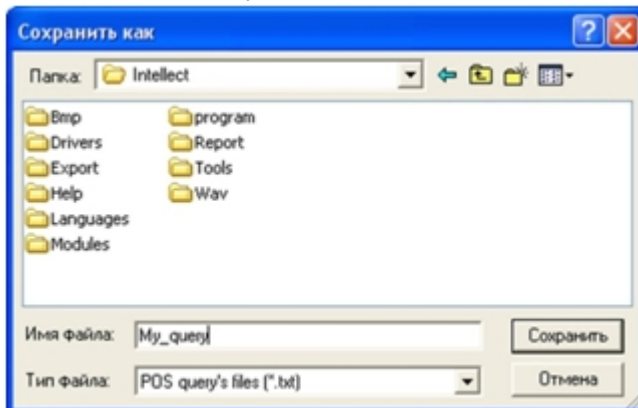 Сохранить как
Папка: Intellect
Bmp program
Drivers Report
Export Tools
Help Wav
Languages
Modules
Имя файла: My_query Сохранить
Тип файла: POS query's files (*.txt) Отмена